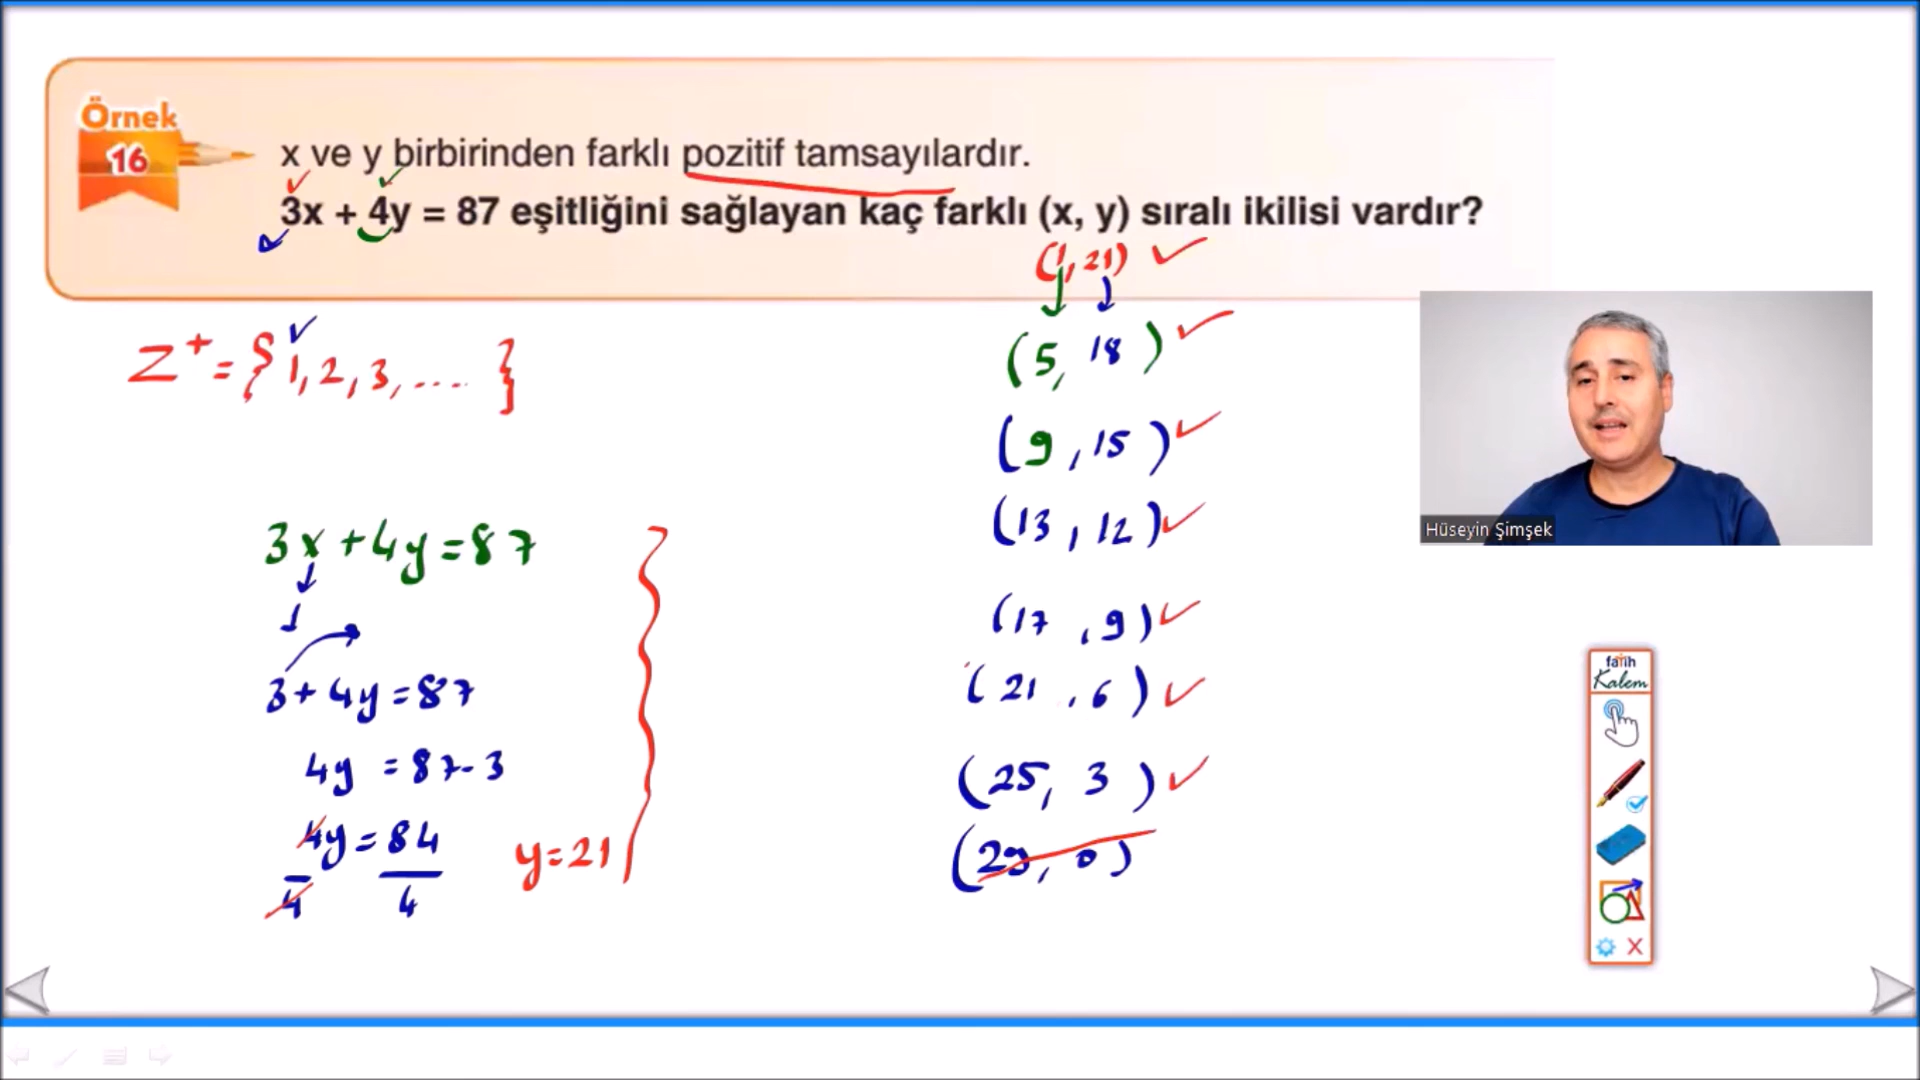 Örnek
16
x ve y birbirinden farklı pozitif tamsayılardır.
3x + 4y = 87 eşitliğini sağlayan kaç farklı (x, y) sıralı ikilisi vardır?
(1, 21)
Z+ = { 1, 2, 3, .... }
(5, 18)
(9, 15)
(13, 12)
(17, 9)
(21, 6)
(25, 3)
(29, 0)
3x + 4y = 87
1
3 + 4y = 87
4y = 87 - 3
4y = 84
4 4
y = 21
Hüseyin Şimşek
fatih
Kalem